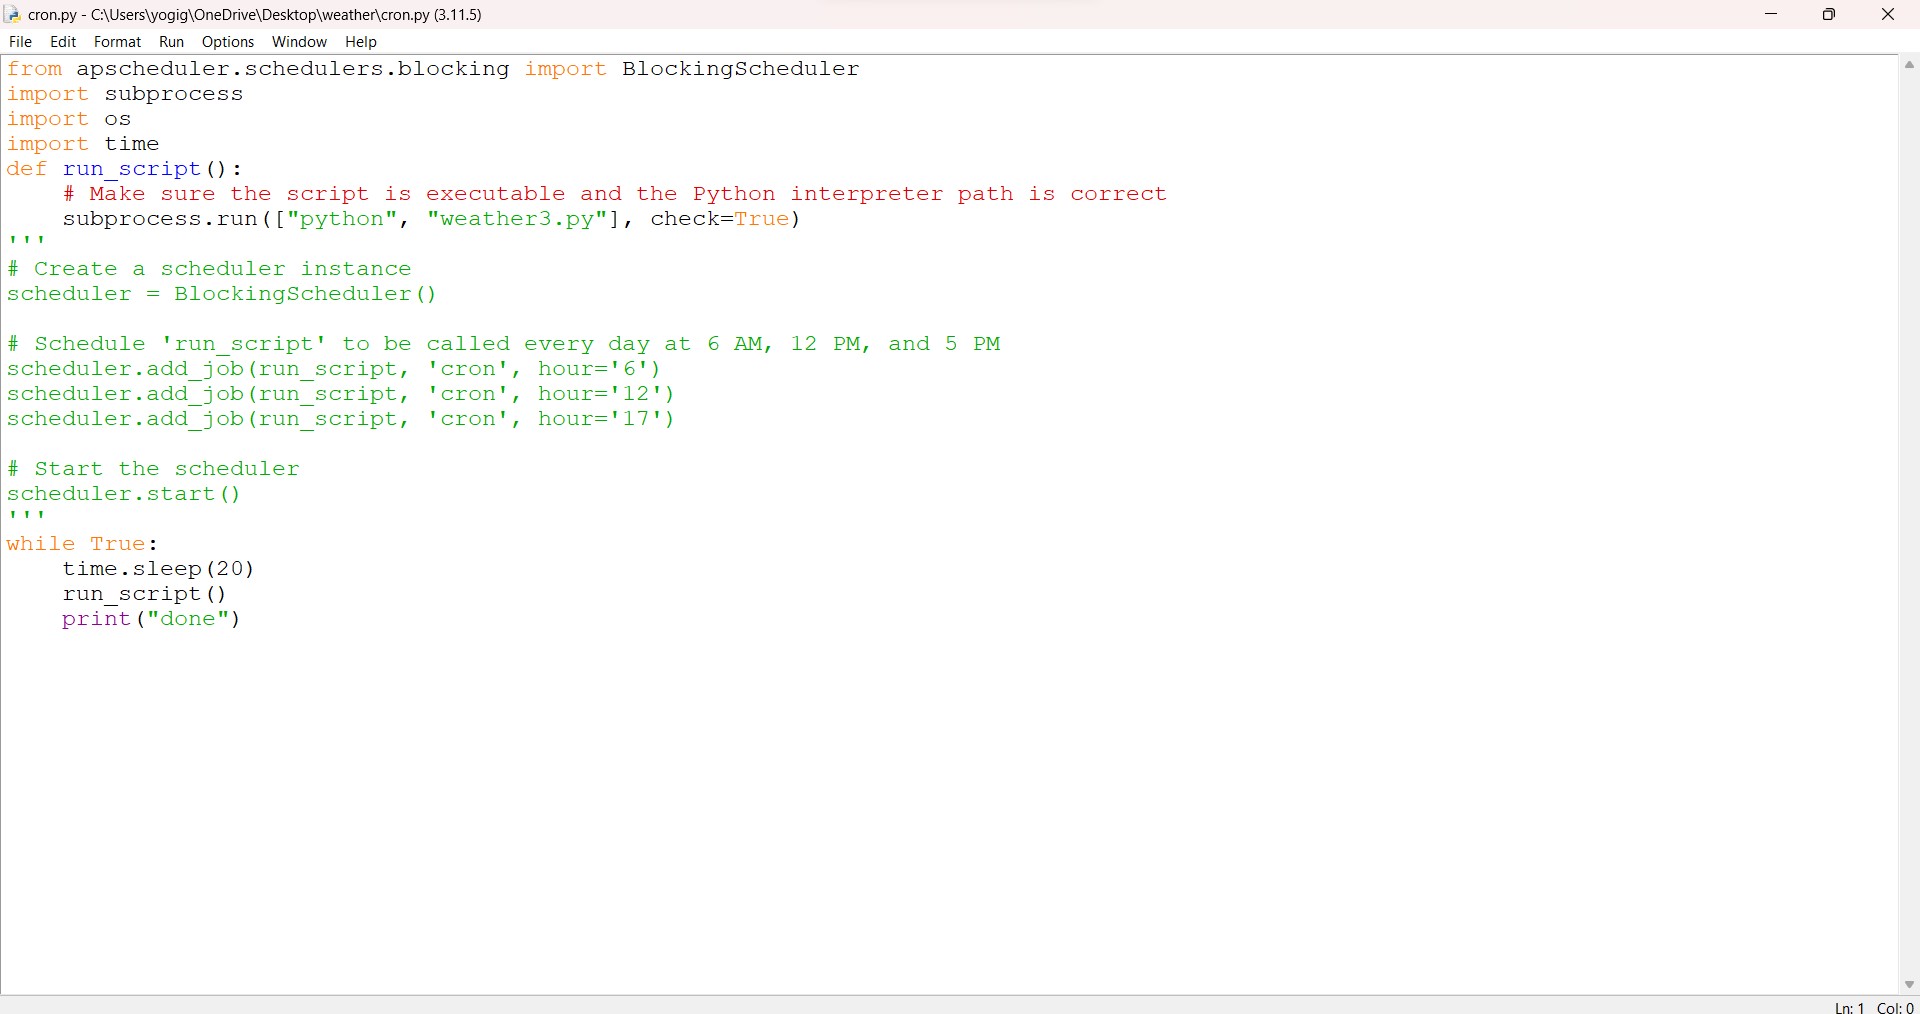 cron.py - C:\Users\yogig\OneDrive\Desktop\weather\cron.py (3.11.5)
File Edit Format Run Options Window Help
from apscheduler.schedulers.blocking import BlockingScheduler
import subprocess
import os
import time
def run_script():
    # Make sure the script is executable and the Python interpreter path is correct
    subprocess.run(["python", "weather3.py"], check=True)
'''
# Create a scheduler instance
scheduler = BlockingScheduler()

# Schedule 'run_script' to be called every day at 6 AM, 12 PM, and 5 PM
scheduler.add_job(run_script, 'cron', hour='6')
scheduler.add_job(run_script, 'cron', hour='12')
scheduler.add_job(run_script, 'cron', hour='17')

# Start the scheduler
scheduler.start()
'''
while True:
    time.sleep(20)
    run_script()
    print("done")
Ln: 1 Col: 0